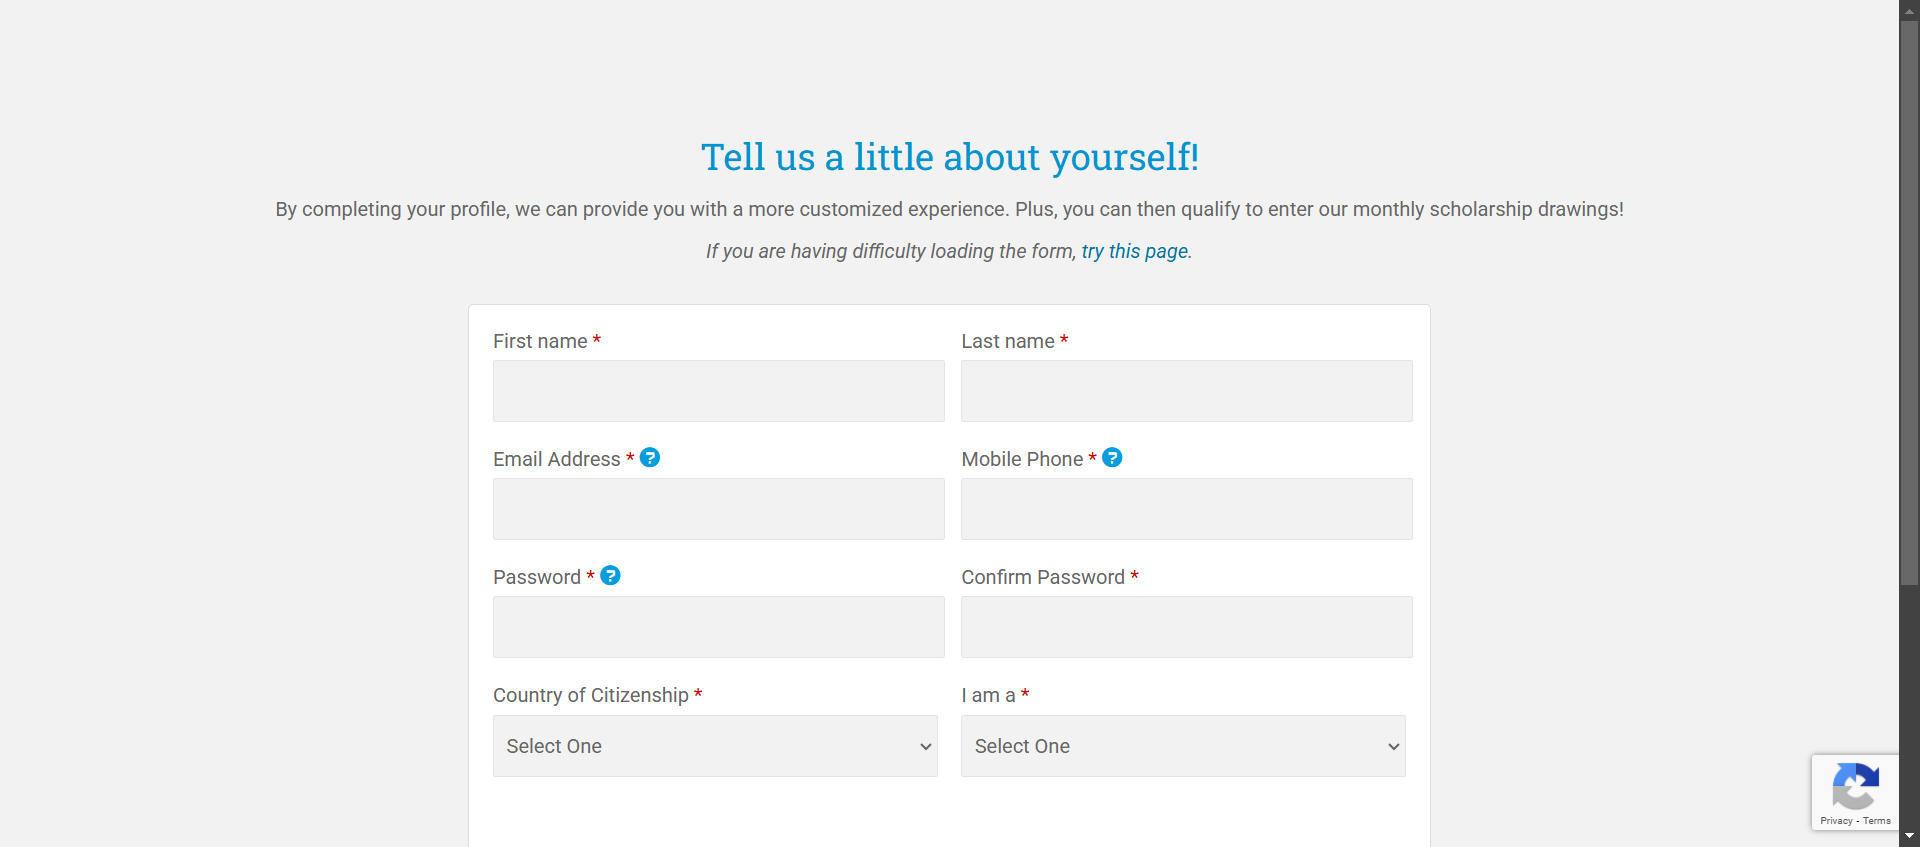 Tell us a little about yourself!
By completing your profile, we can provide you with a more customized experience. Plus, you can then qualify to enter our monthly scholarship drawings!
If you are having difficulty loading the form, try this page.
First name *
Last name *
Email Address * ?
Mobile Phone * ?
Password * ?
Confirm Password *
Country of Citizenship *
I am a *
Select One
Select One
Privacy - Terms